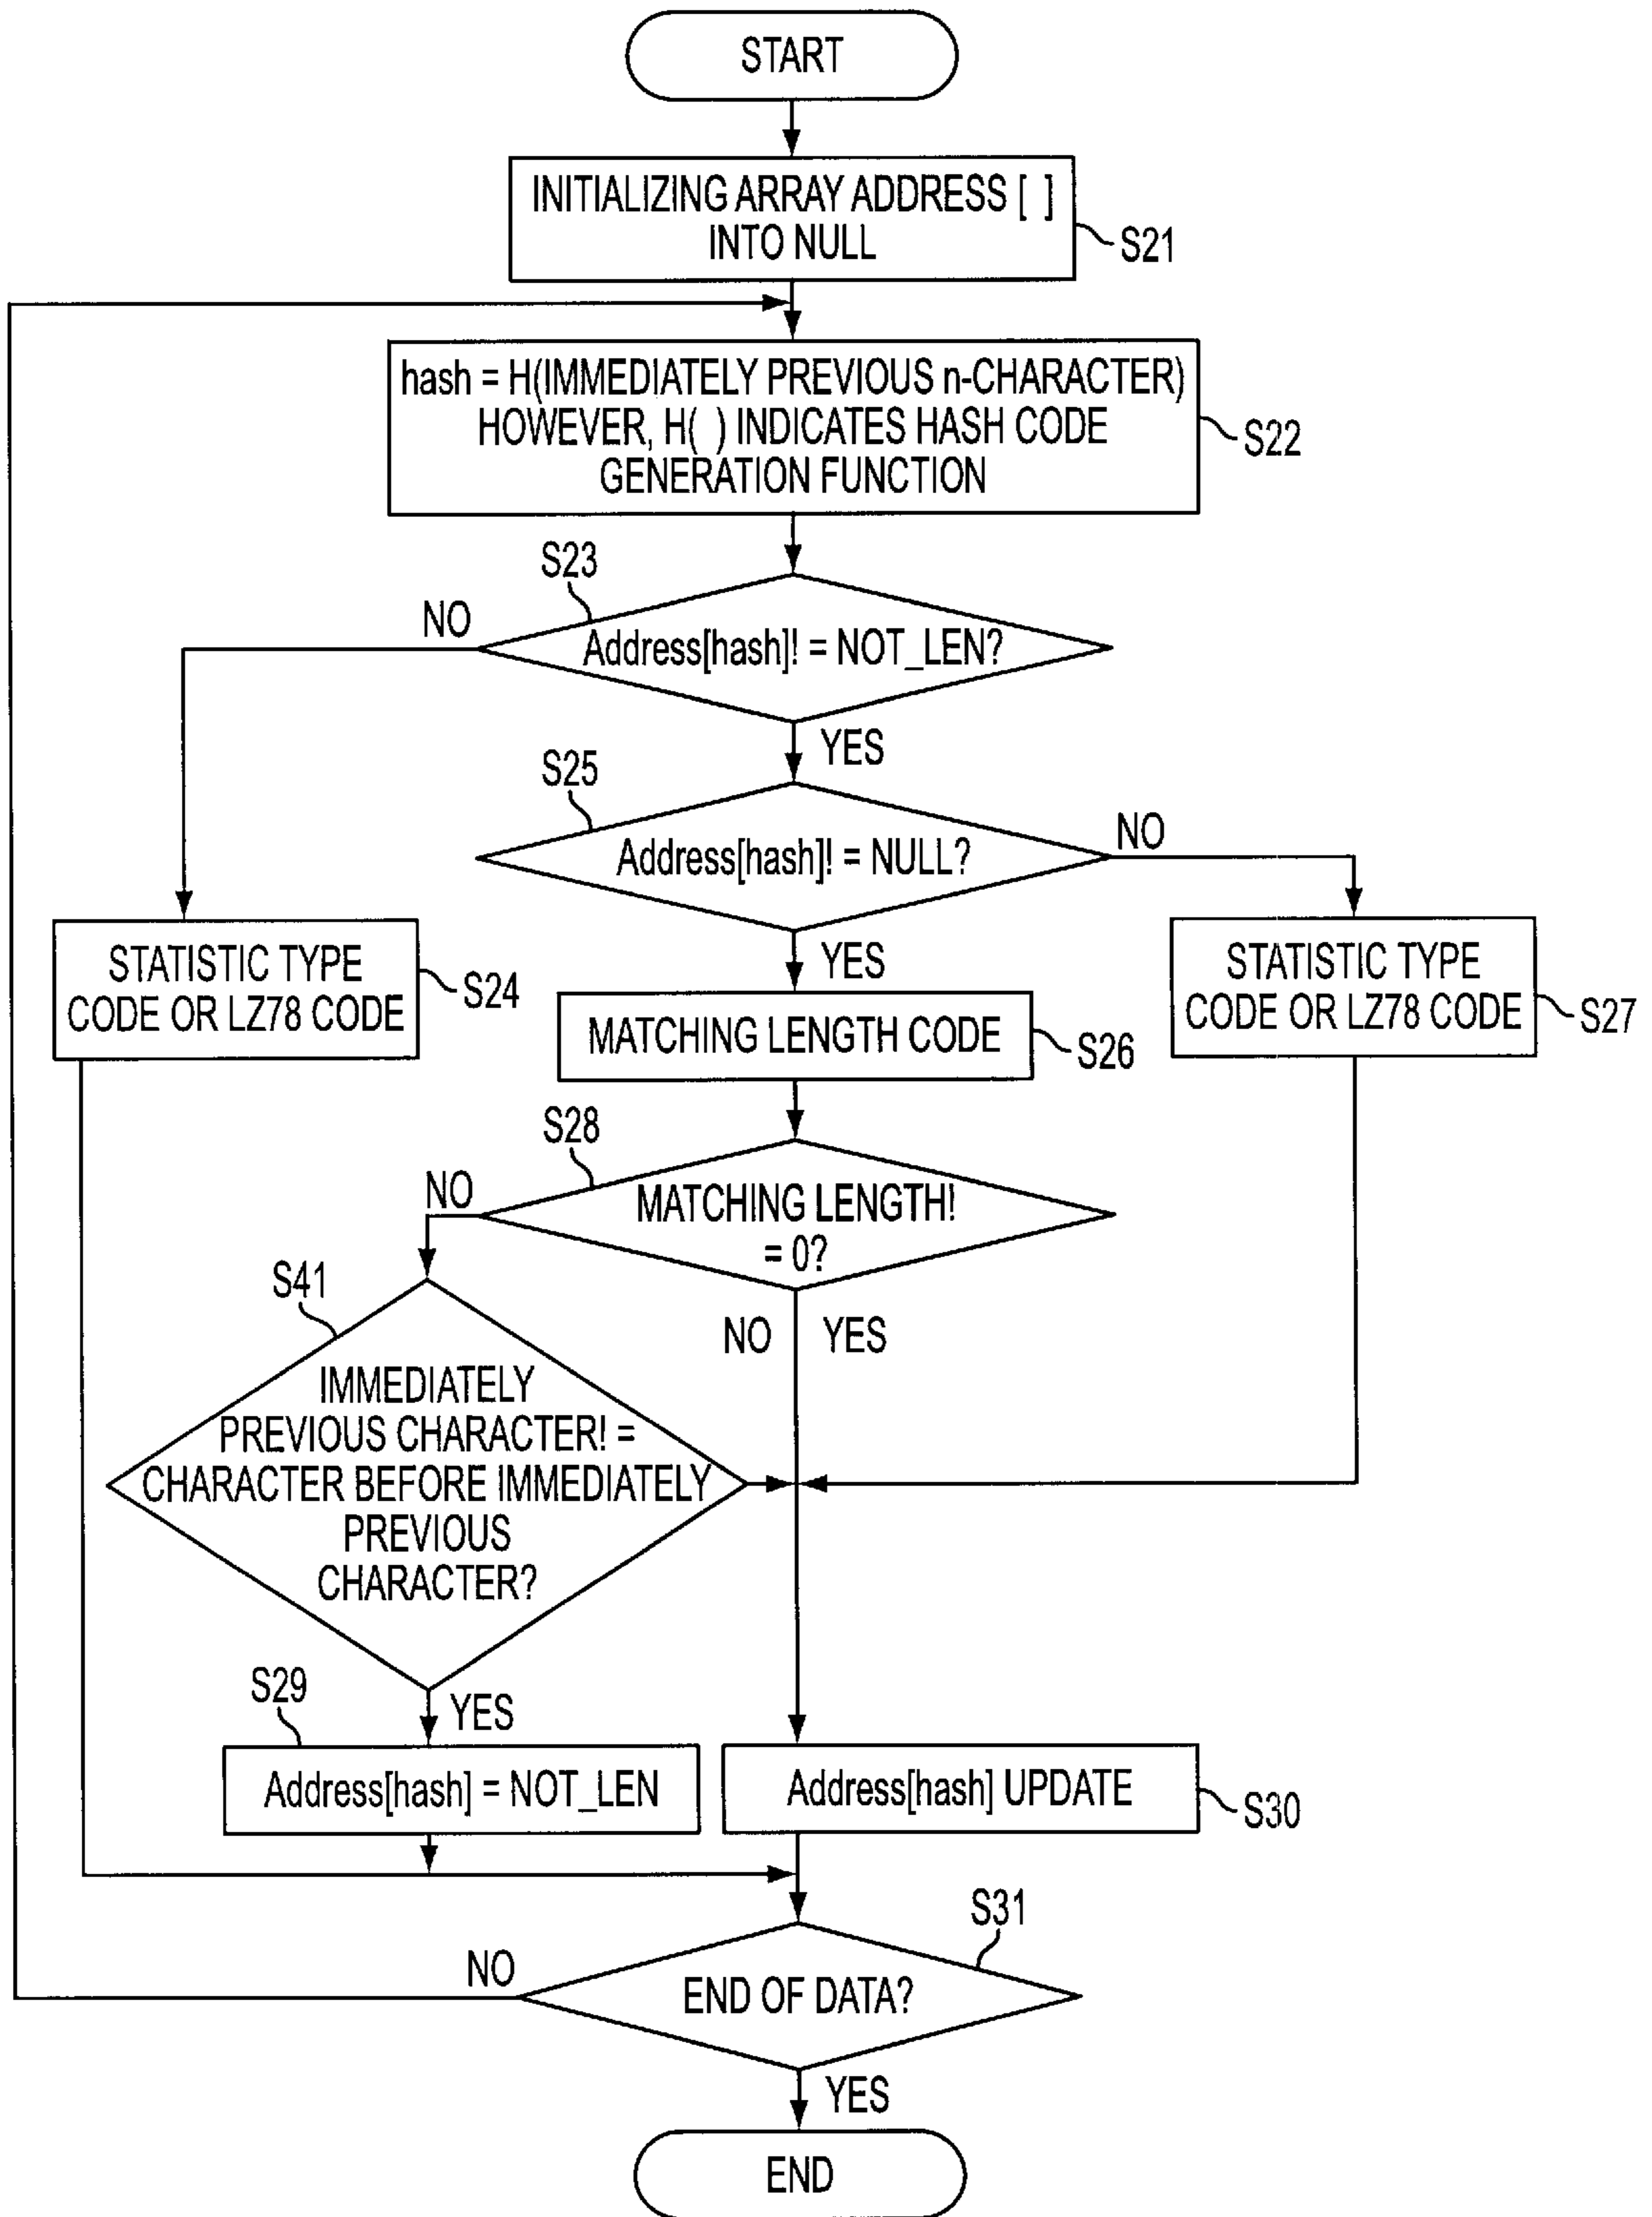 START
INITIALIZING ARRAY ADDRESS [ ]
INTO NULL
S21
hash = H(IMMEDIATELY PREVIOUS n-CHARACTER)
HOWEVER, H( ) INDICATES HASH CODE
GENERATION FUNCTION
S22
S23
NO
Address[hash]! = NOT_LEN?
YES
S25
NO
Address[hash]! = NULL?
YES
STATISTIC TYPE
CODE OR LZ78 CODE
S24
MATCHING LENGTH CODE
S26
STATISTIC TYPE
CODE OR LZ78 CODE
S27
S28
NO
MATCHING LENGTH!
= 0?
S41
NO
YES
IMMEDIATELY
PREVIOUS CHARACTER! =
CHARACTER BEFORE IMMEDIATELY
PREVIOUS
CHARACTER?
S29
YES
Address[hash] = NOT_LEN
Address[hash] UPDATE
S30
S31
NO
END OF DATA?
YES
END